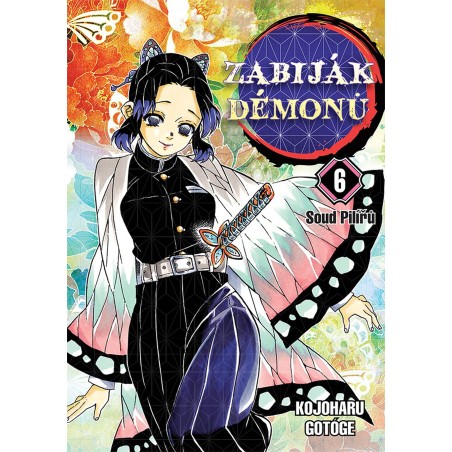 ZABIJÁK
DÉMONŮ
6
Soud Pilířů
KOJOHARU
GOTÓGE